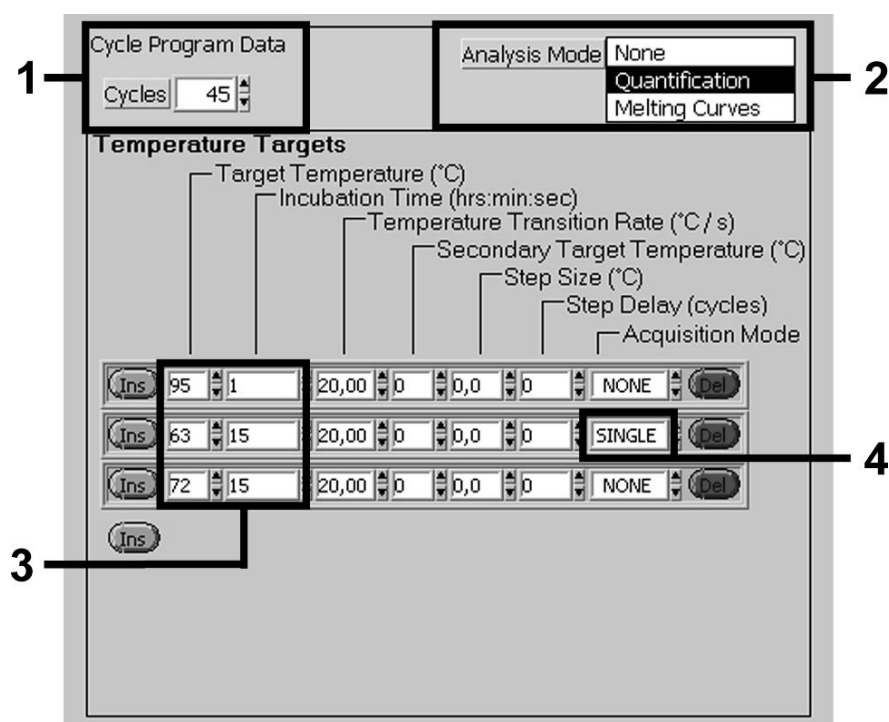 Cycle Program Data
Cycles 45
Analysis Mode None
Quantification
Melting Curves
1
2
Temperature Targets
Target Temperature (°C)
Incubation Time (hrs:min:sec)
Temperature Transition Rate (°C / s)
Secondary Target Temperature (°C)
Step Size (°C)
Step Delay (cycles)
Acquisition Mode
Ins 95 1 20,00 0 0,0 0 NONE Del
Ins 63 15 20,00 0 0,0 0 SINGLE Del
4
Ins 72 15 20,00 0 0,0 0 NONE Del
Ins
3